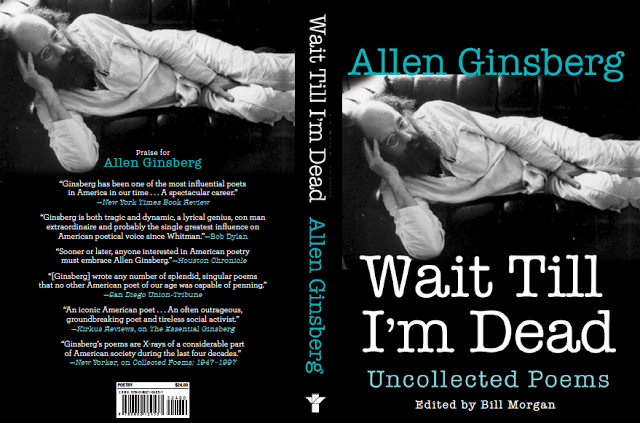 Praise for
Allen Ginsberg
"Ginsberg has been one of the most influential poets
in America in our time . . . A spectacular career."
—New York Times Book Review
"Ginsberg is both tragic and dynamic, a lyrical genius, con man
extraordinaire and probably the single greatest influence on
American poetical voice since Whitman."—Bob Dylan
"Sooner or later, anyone interested in American poetry
must embrace Allen Ginsberg."—Houston Chronicle
"[Ginsberg] wrote any number of splendid, singular poems
that no other American poet of our age was capable of penning."
—San Diego Union-Tribune
"An iconic American poet . . . An often outrageous,
groundbreaking poet and tireless social activist."
—Kirkus Reviews, on The Essential Ginsberg
"Ginsberg's poems are X-rays of a considerable part
of American society during the last four decades."
—New Yorker, on Collected Poems: 1947-1997
POETRY $24.00
Wait Till I'm Dead Allen Ginsberg
Allen Ginsberg
Wait Till
I'm Dead
Uncollected Poems
Edited by Bill Morgan